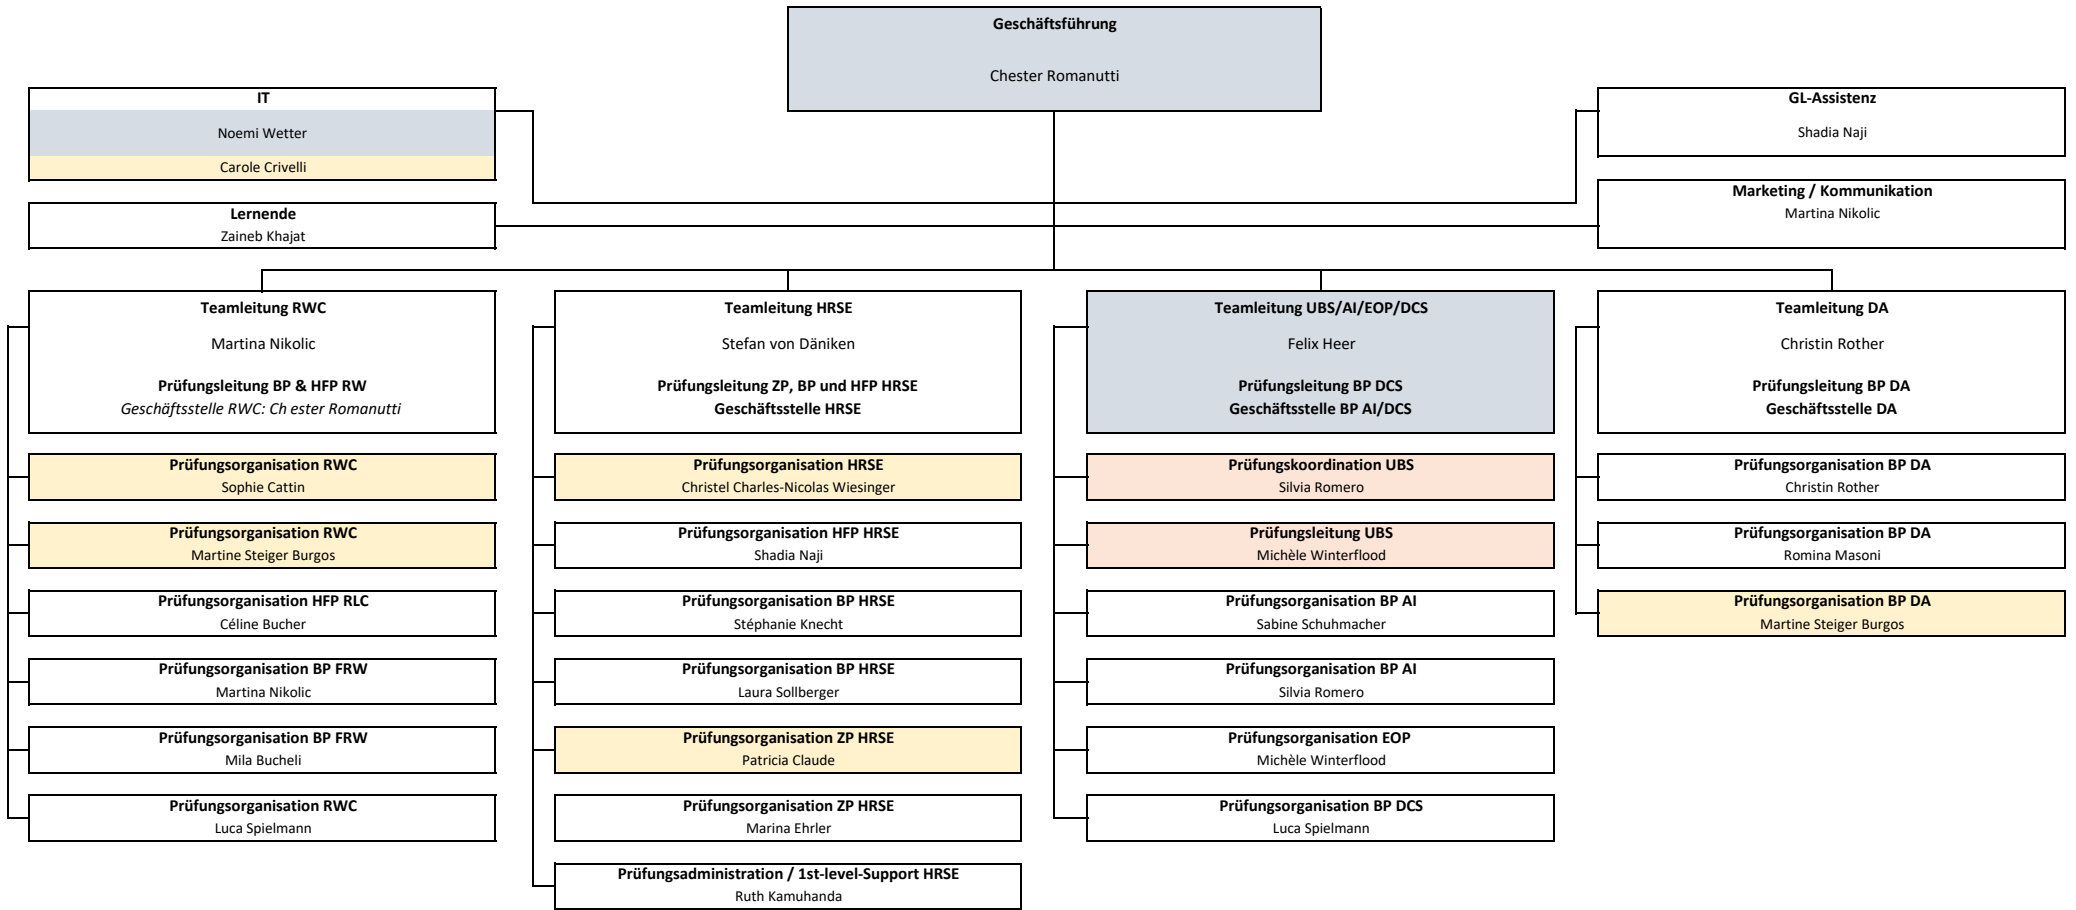 Geschäftsführung
Chester Romanutti
IT
Noemi Wetter
Carole Crivelli
GL-Assistenz
Shadia Naji
Lernende
Zaineb Khajat
Marketing / Kommunikation
Martina Nikolic
Teamleitung RWC
Martina Nikolic
Prüfungsleitung BP & HFP RW
Geschäftsstelle RWC: Ch ester Romanutti
Prüfungsorganisation RWC
Sophie Cattin
Prüfungsorganisation RWC
Martine Steiger Burgos
Prüfungsorganisation HFP RLC
Céline Bucher
Prüfungsorganisation BP FRW
Martina Nikolic
Prüfungsorganisation BP FRW
Mila Bucheli
Prüfungsorganisation RWC
Luca Spielmann
Teamleitung HRSE
Stefan von Däniken
Prüfungsleitung ZP, BP und HFP HRSE
Geschäftsstelle HRSE
Prüfungsorganisation HRSE
Christel Charles-Nicolas Wiesinger
Prüfungsorganisation HFP HRSE
Shadia Naji
Prüfungsorganisation BP HRSE
Stéphanie Knecht
Prüfungsorganisation BP HRSE
Laura Sollberger
Prüfungsorganisation ZP HRSE
Patricia Claude
Prüfungsorganisation ZP HRSE
Marina Ehrler
Prüfungsadministration / 1st-level-Support HRSE
Ruth Kamuhanda
Teamleitung UBS/AI/EOP/DCS
Felix Heer
Prüfungsleitung BP DCS
Geschäftsstelle BP AI/DCS
Prüfungskoordination UBS
Silvia Romero
Prüfungsleitung UBS
Michèle Winterflood
Prüfungsorganisation BP AI
Sabine Schuhmacher
Prüfungsorganisation BP AI
Silvia Romero
Prüfungsorganisation EOP
Michèle Winterflood
Prüfungsorganisation BP DCS
Luca Spielmann
Teamleitung DA
Christin Rother
Prüfungsleitung BP DA
Geschäftsstelle DA
Prüfungsorganisation BP DA
Christin Rother
Prüfungsorganisation BP DA
Romina Masoni
Prüfungsorganisation BP DA
Martine Steiger Burgos